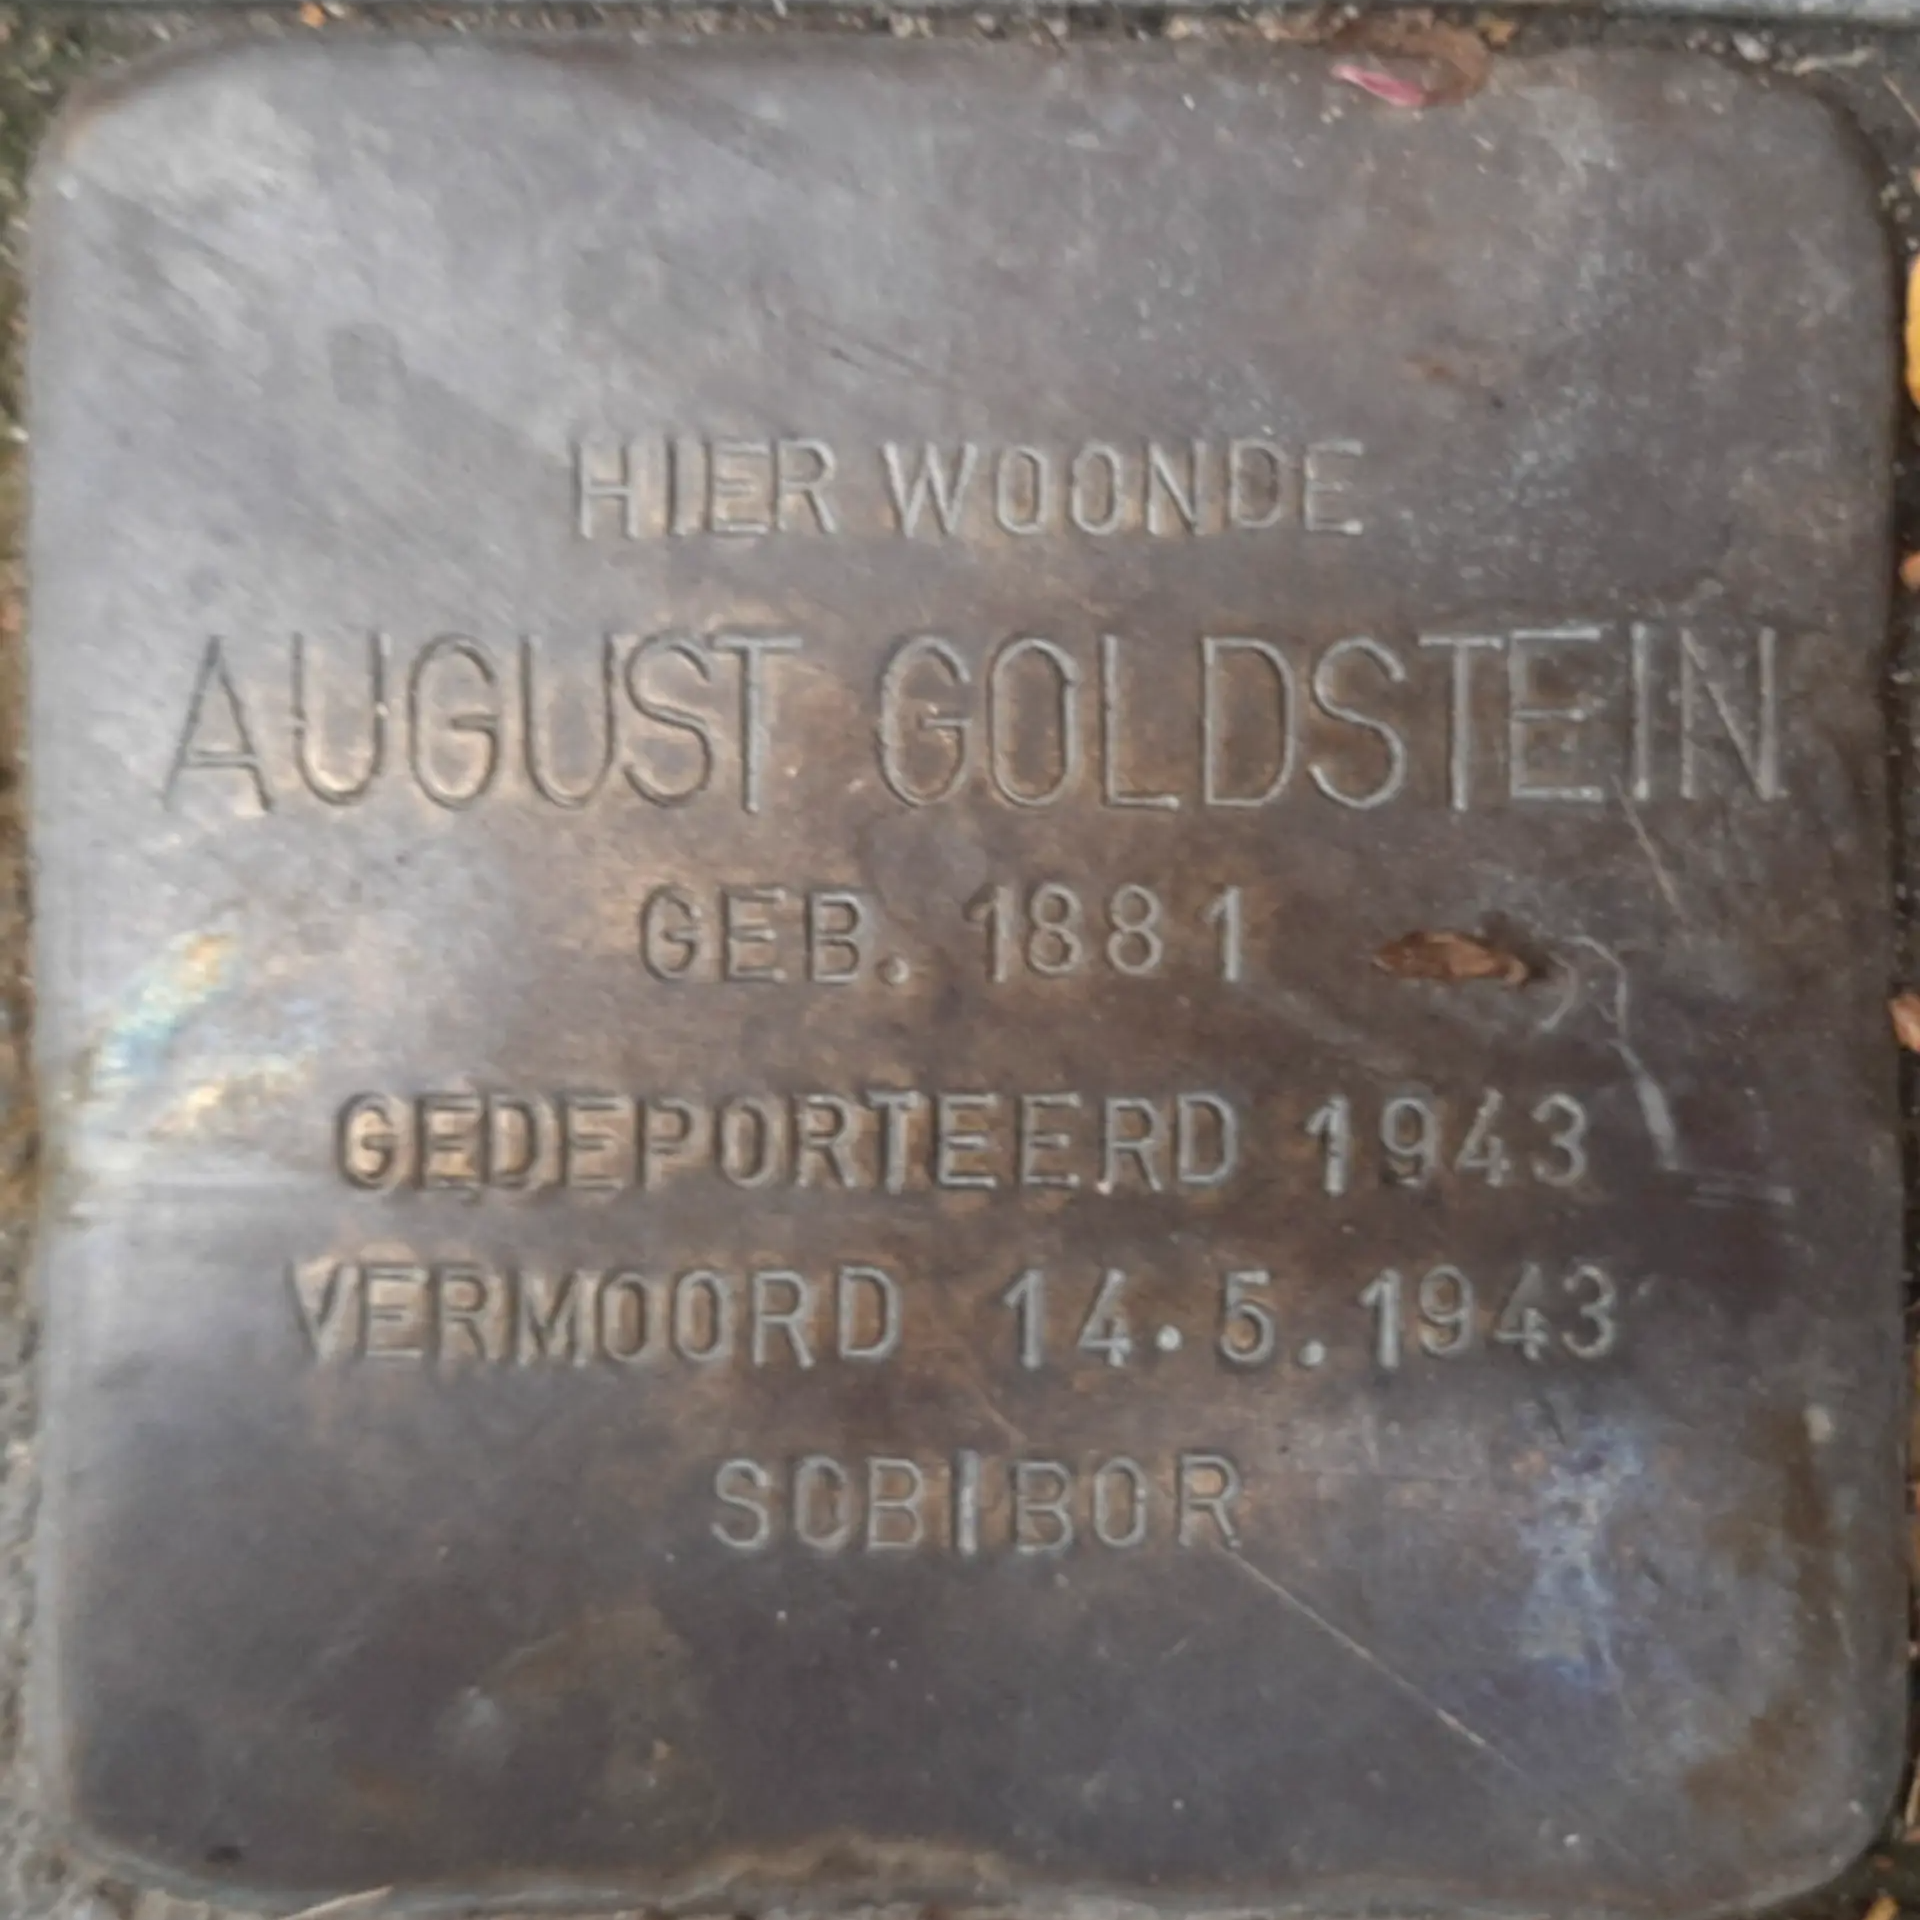 HIER WOONDE
AUGUST GOLDSTEIN
GEB. 1881
GEDEPORTEERD 1943
VERMOORD 14.5.1943
SOBIBOR